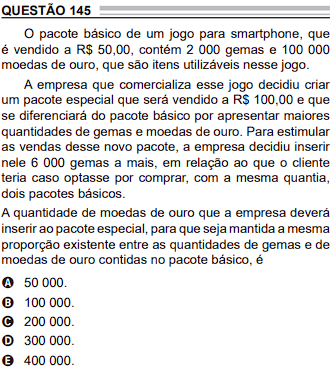 QUESTÃO 145
O pacote básico de um jogo para smartphone, que
é vendido a R$ 50,00, contém 2 000 gemas e 100 000
moedas de ouro, que são itens utilizáveis nesse jogo.
A empresa que comercializa esse jogo decidiu criar
um pacote especial que será vendido a R$ 100,00 e que
se diferenciará do pacote básico por apresentar maiores
quantidades de gemas e moedas de ouro. Para estimular
as vendas desse novo pacote, a empresa decidiu inserir
nele 6 000 gemas a mais, em relação ao que o cliente
teria caso optasse por comprar, com a mesma quantia,
dois pacotes básicos.
A quantidade de moedas de ouro que a empresa deverá
inserir ao pacote especial, para que seja mantida a mesma
proporção existente entre as quantidades de gemas e de
moedas de ouro contidas no pacote básico, é
A 50 000.
B 100 000.
C 200 000.
D 300 000.
E 400 000.